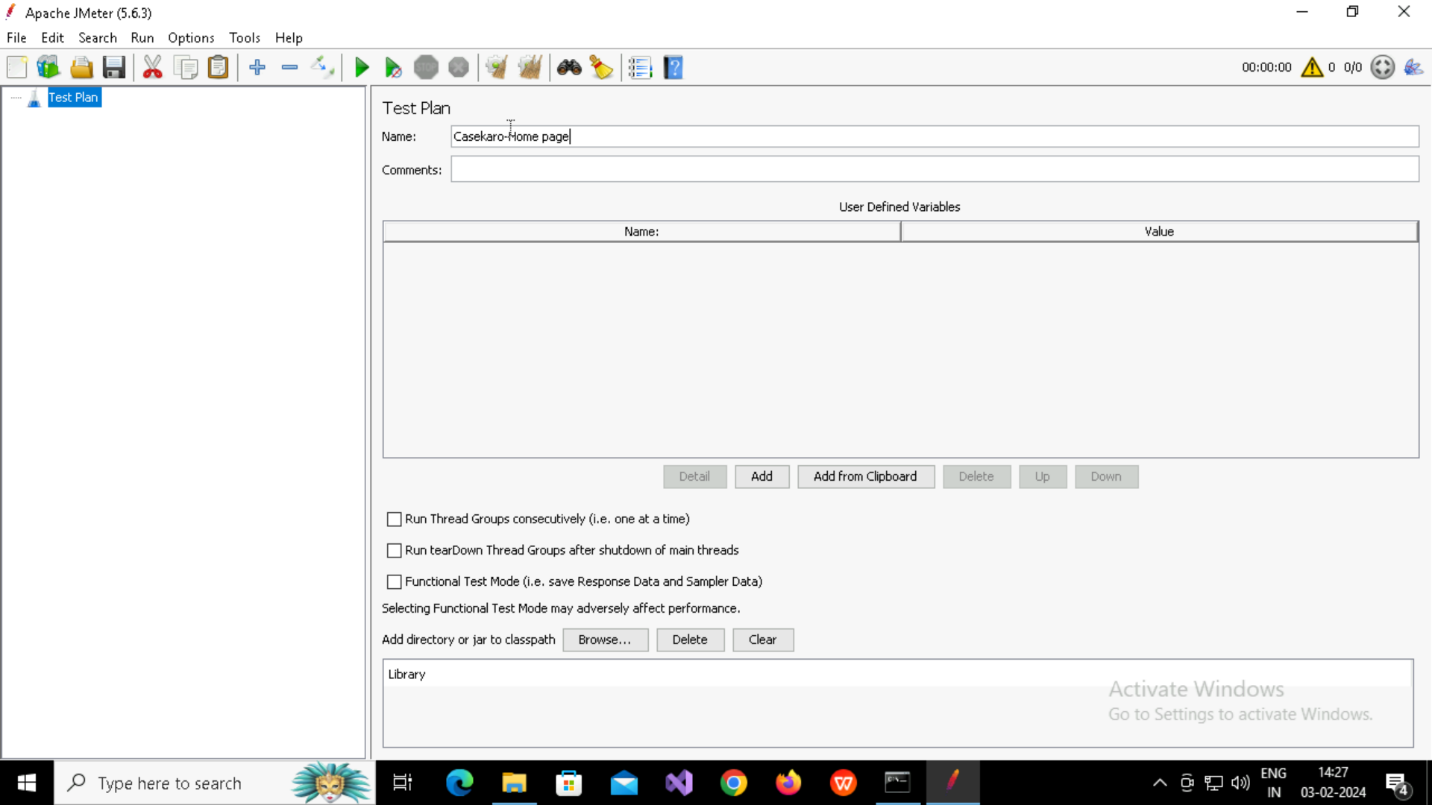 Apache JMeter (5.6.3)
File Edit Search Run Options Tools Help
00:00:00 0 0/0
Test Plan
Test Plan
Name: Casekaro-Home page
Comments:
User Defined Variables
Name: Value
Detail Add Add from Clipboard Delete Up Down
Run Thread Groups consecutively (i.e. one at a time)
Run tearDown Thread Groups after shutdown of main threads
Functional Test Mode (i.e. save Response Data and Sampler Data)
Selecting Functional Test Mode may adversely affect performance.
Add directory or jar to classpath Browse... Delete Clear
Library
Activate Windows
Go to Settings to activate Windows.
Type here to search
ENG
IN
14:27
03-02-2024
4